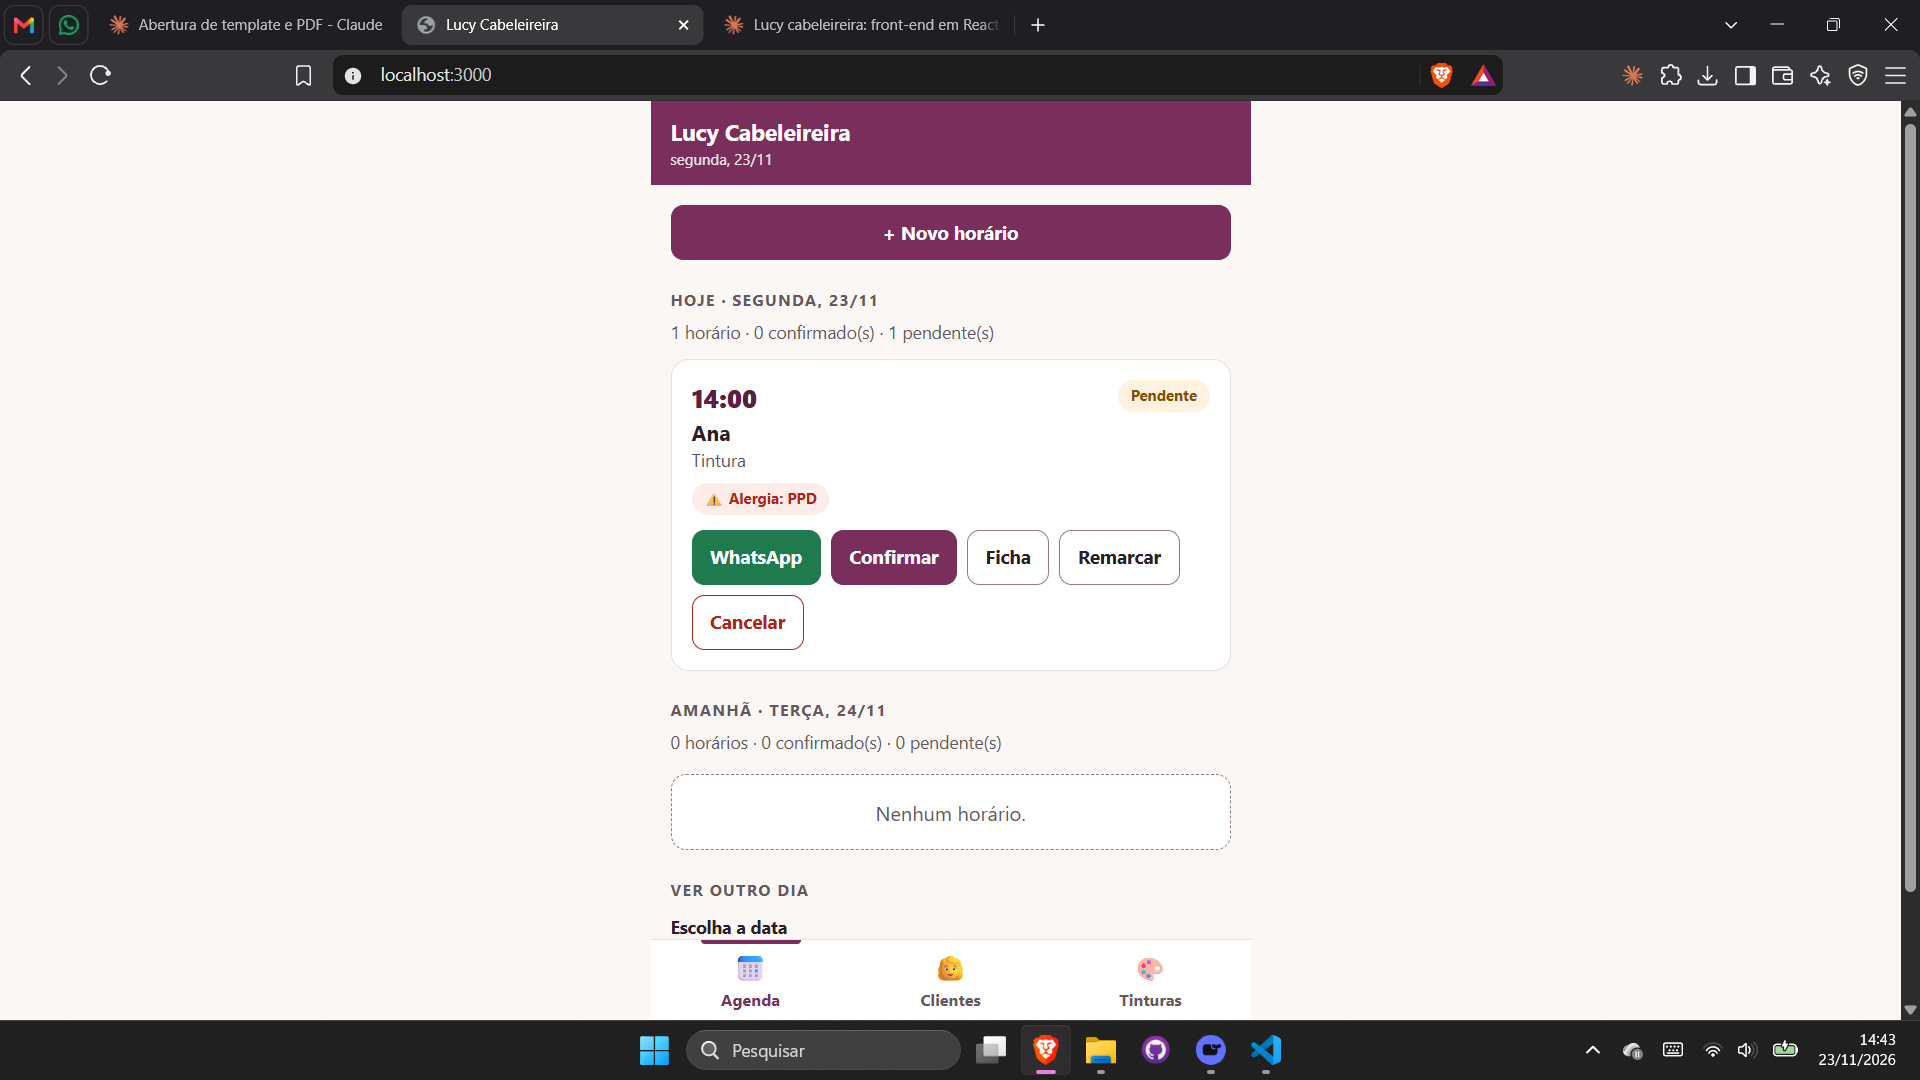 Abertura de template e PDF - Claude
Lucy Cabeleireira
Lucy cabeleireira: front-end em React
localhost:3000
Lucy Cabeleireira
segunda, 23/11
+ Novo horário
HOJE · SEGUNDA, 23/11
1 horário · 0 confirmado(s) · 1 pendente(s)
14:00
Pendente
Ana
Tintura
Alergia: PPD
WhatsApp
Confirmar
Ficha
Remarcar
Cancelar
AMANHÃ · TERÇA, 24/11
0 horários · 0 confirmado(s) · 0 pendente(s)
Nenhum horário.
VER OUTRO DIA
Escolha a data
Agenda
Clientes
Tinturas
Pesquisar
14:43
23/11/2026